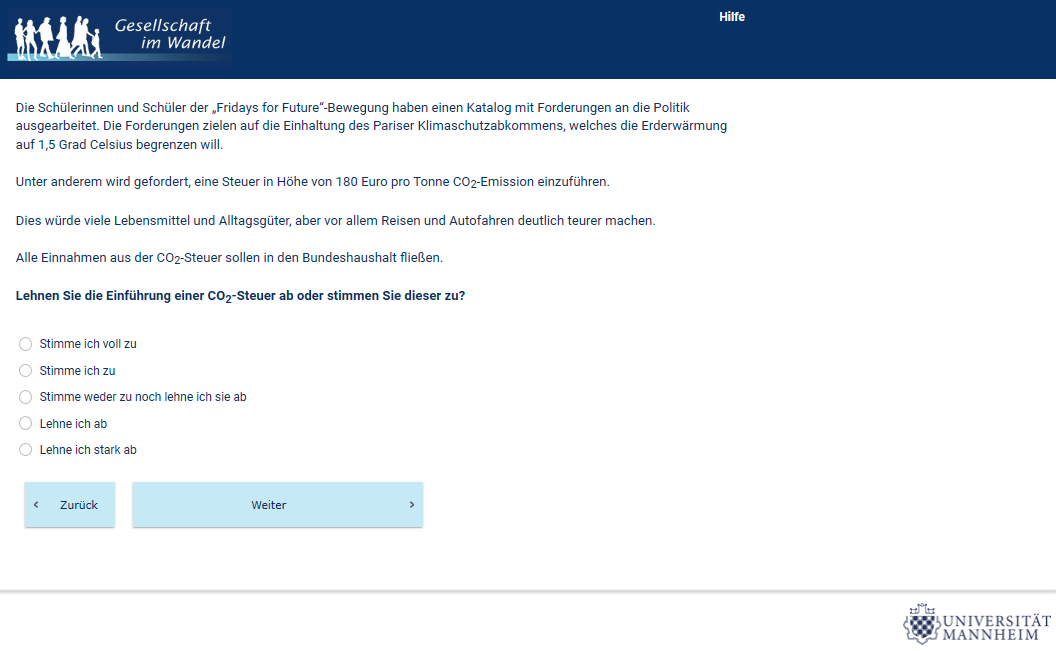 Gesellschaft
im Wandel
Hilfe
Die Schülerinnen und Schüler der „Fridays for Future“-Bewegung haben einen Katalog mit Forderungen an die Politik
ausgearbeitet. Die Forderungen zielen auf die Einhaltung des Pariser Klimaschutzabkommens, welches die Erderwärmung
auf 1,5 Grad Celsius begrenzen will.
Unter anderem wird gefordert, eine Steuer in Höhe von 180 Euro pro Tonne CO₂-Emission einzuführen.
Dies würde viele Lebensmittel und Alltagsgüter, aber vor allem Reisen und Autofahren deutlich teurer machen.
Alle Einnahmen aus der CO₂-Steuer sollen in den Bundeshaushalt fließen.
Lehnen Sie die Einführung einer CO₂-Steuer ab oder stimmen Sie dieser zu?
Stimme ich voll zu
Stimme ich zu
Stimme weder zu noch lehne ich sie ab
Lehne ich ab
Lehne ich stark ab
‹ Zurück
Weiter ›
UNIVERSITÄT
MANNHEIM